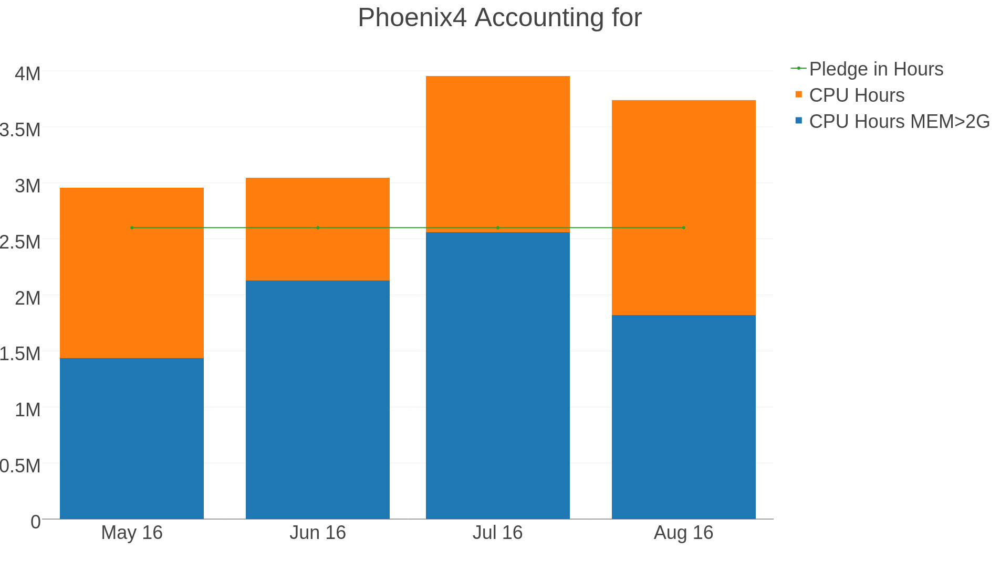 Phoenix4 Accounting for
4M
3.5M
3M
2.5M
2M
1.5M
1M
0.5M
0
May 16
Jun 16
Jul 16
Aug 16
Pledge in Hours
CPU Hours
CPU Hours MEM>2G